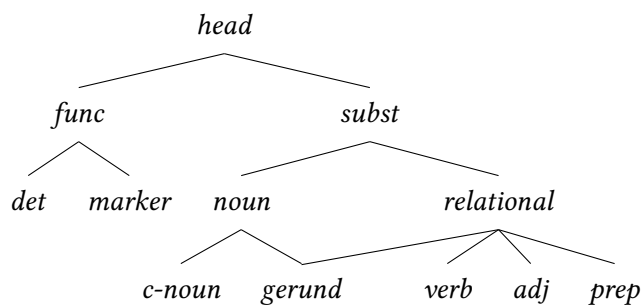 head
func subst
det marker noun relational
c-noun gerund verb adj prep